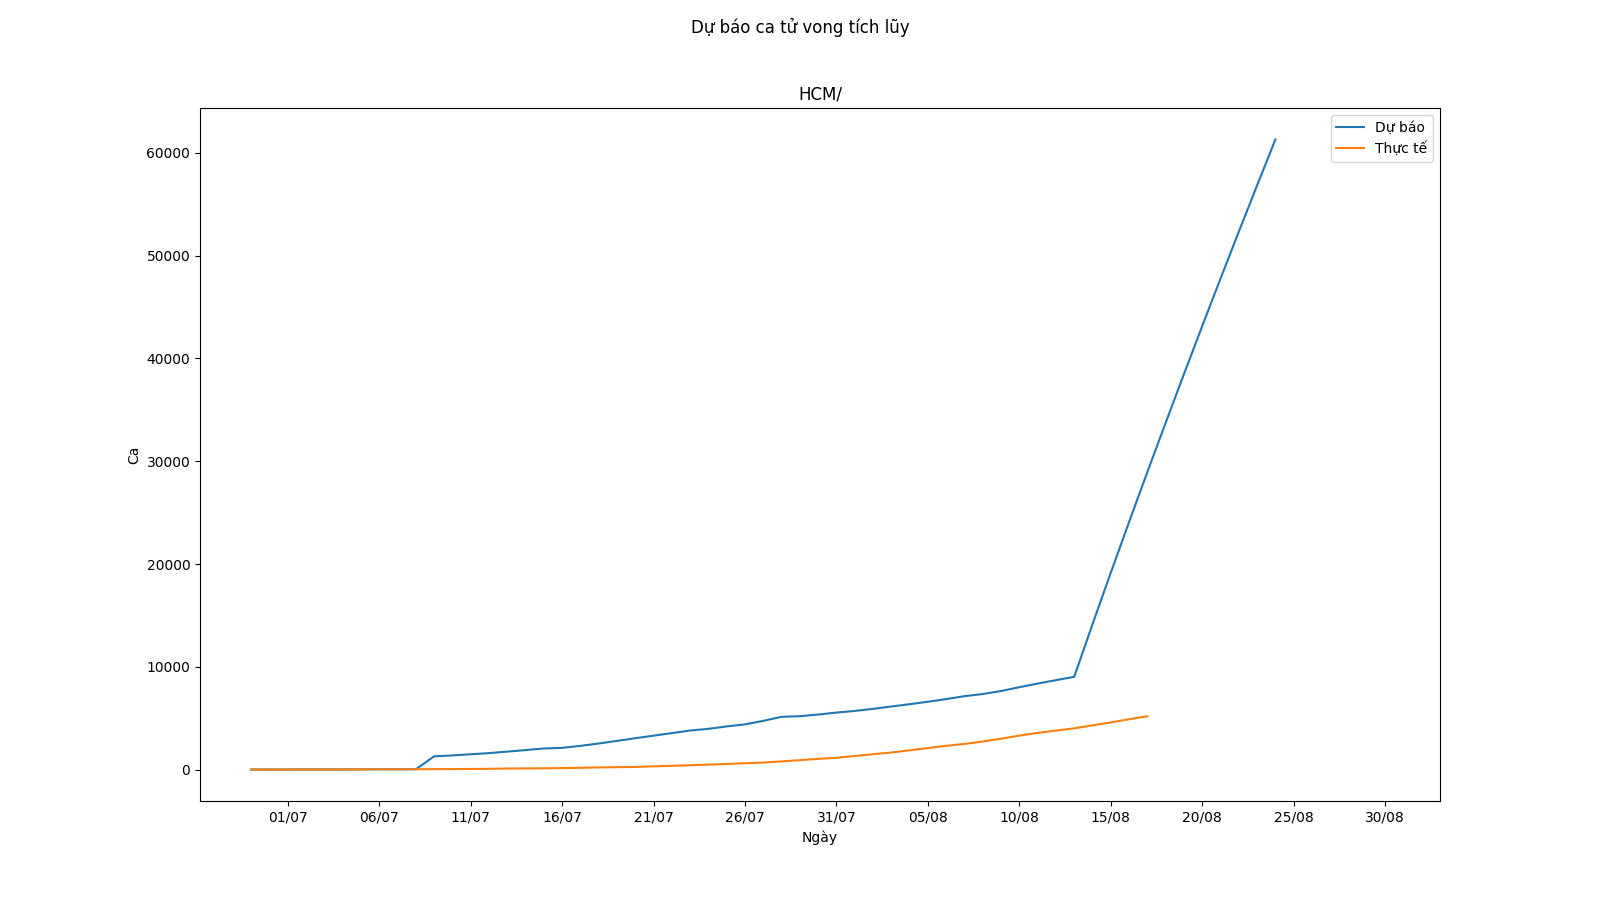 Dự báo ca tử vong tích lũy
HCM/
Dự báo
Thực tế
60000
50000
40000
30000
20000
10000
0
Ca
01/07 06/07 11/07 16/07 21/07 26/07 31/07 05/08 10/08 15/08 20/08 25/08 30/08
Ngày